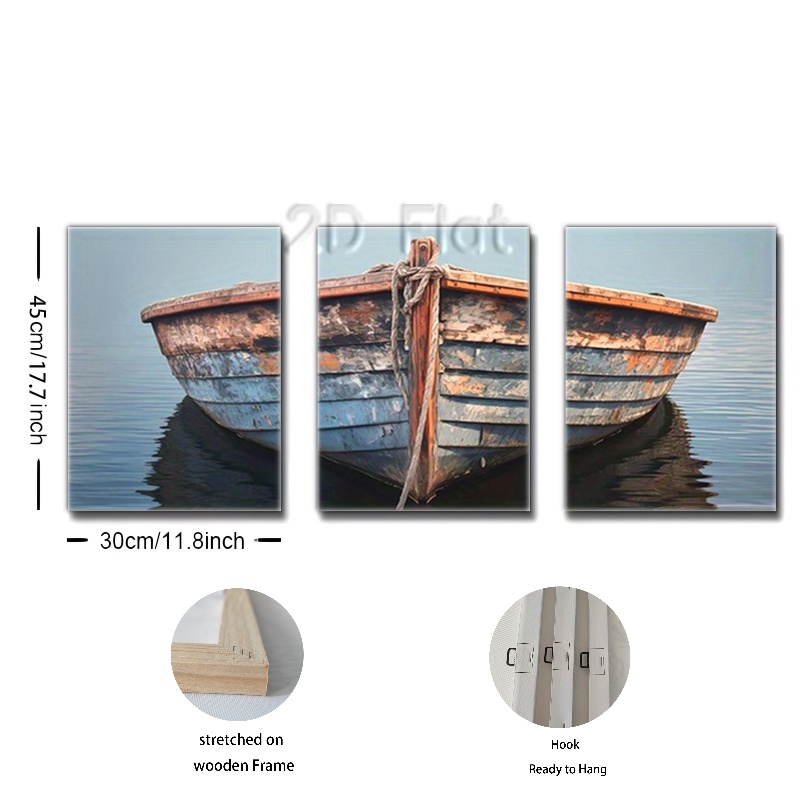 2D Flat
45cm/17.7inch
30cm/11.8inch
stretched on
wooden Frame
Hook
Ready to Hang